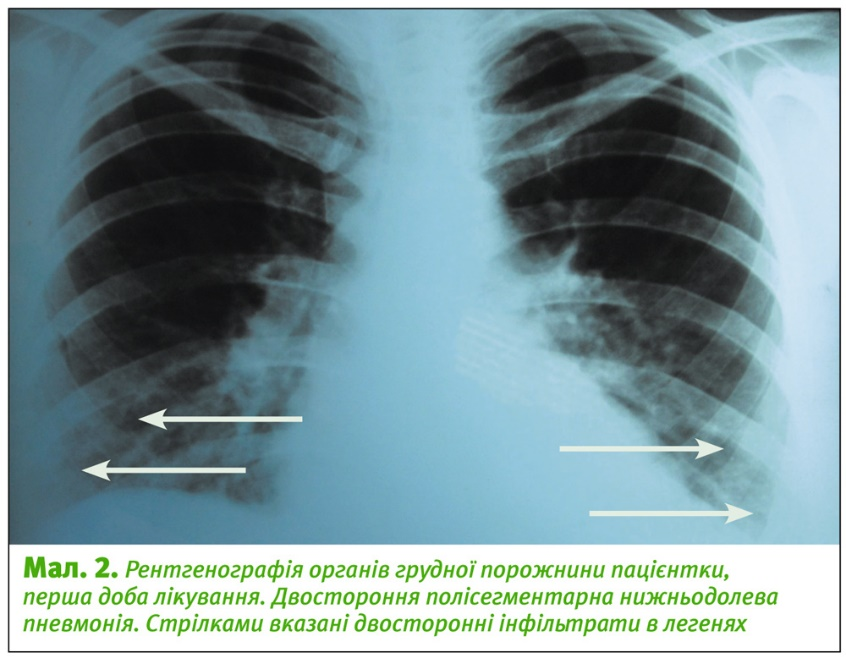 Мал. 2. Рентгенографія органів грудної порожнини пацієнтки,
перша доба лікування. Двостороння полісегментарна нижньодолева
пневмонія. Стрілками вказані двосторонні інфільтрати в легенях